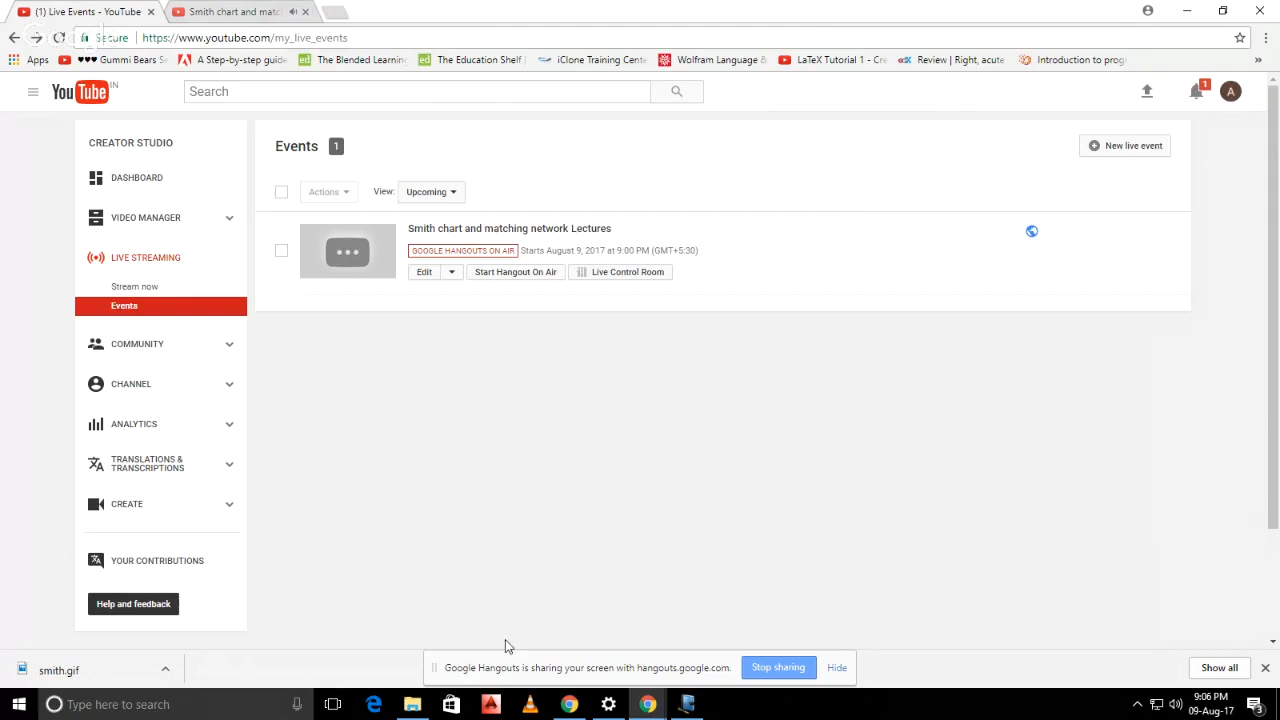 (1) Live Events - YouTube
Smith chart and matc
Secure
https://www.youtube.com/my_live_events
Apps
♥♥♥ Gummi Bears S
A Step-By-step guide
The Blended Learning
The Education Shelf
iClone Training Cente
Wolfram Language &
LaTeX Tutorial 1 - Cre
Review | Right, acute
Introduction to prog
YouTube IN
Search
1
A
CREATOR STUDIO
DASHBOARD
VIDEO MANAGER
LIVE STREAMING
Stream now
Events
COMMUNITY
CHANNEL
ANALYTICS
TRANSLATIONS &
TRANSCRIPTIONS
CREATE
YOUR CONTRIBUTIONS
Help and feedback
Events 1
New live event
Actions
View:
Upcoming
Smith chart and matching network Lectures
GOOGLE HANGOUTS ON AIR Starts August 9, 2017 at 9:00 PM (GMT+5:30)
Edit
Start Hangout On Air
Live Control Room
smith.gif
Google Hangouts is sharing your screen with hangouts.google.com.
Stop sharing
Hide
Show all
Type here to search
9:06 PM
09-Aug-17
3